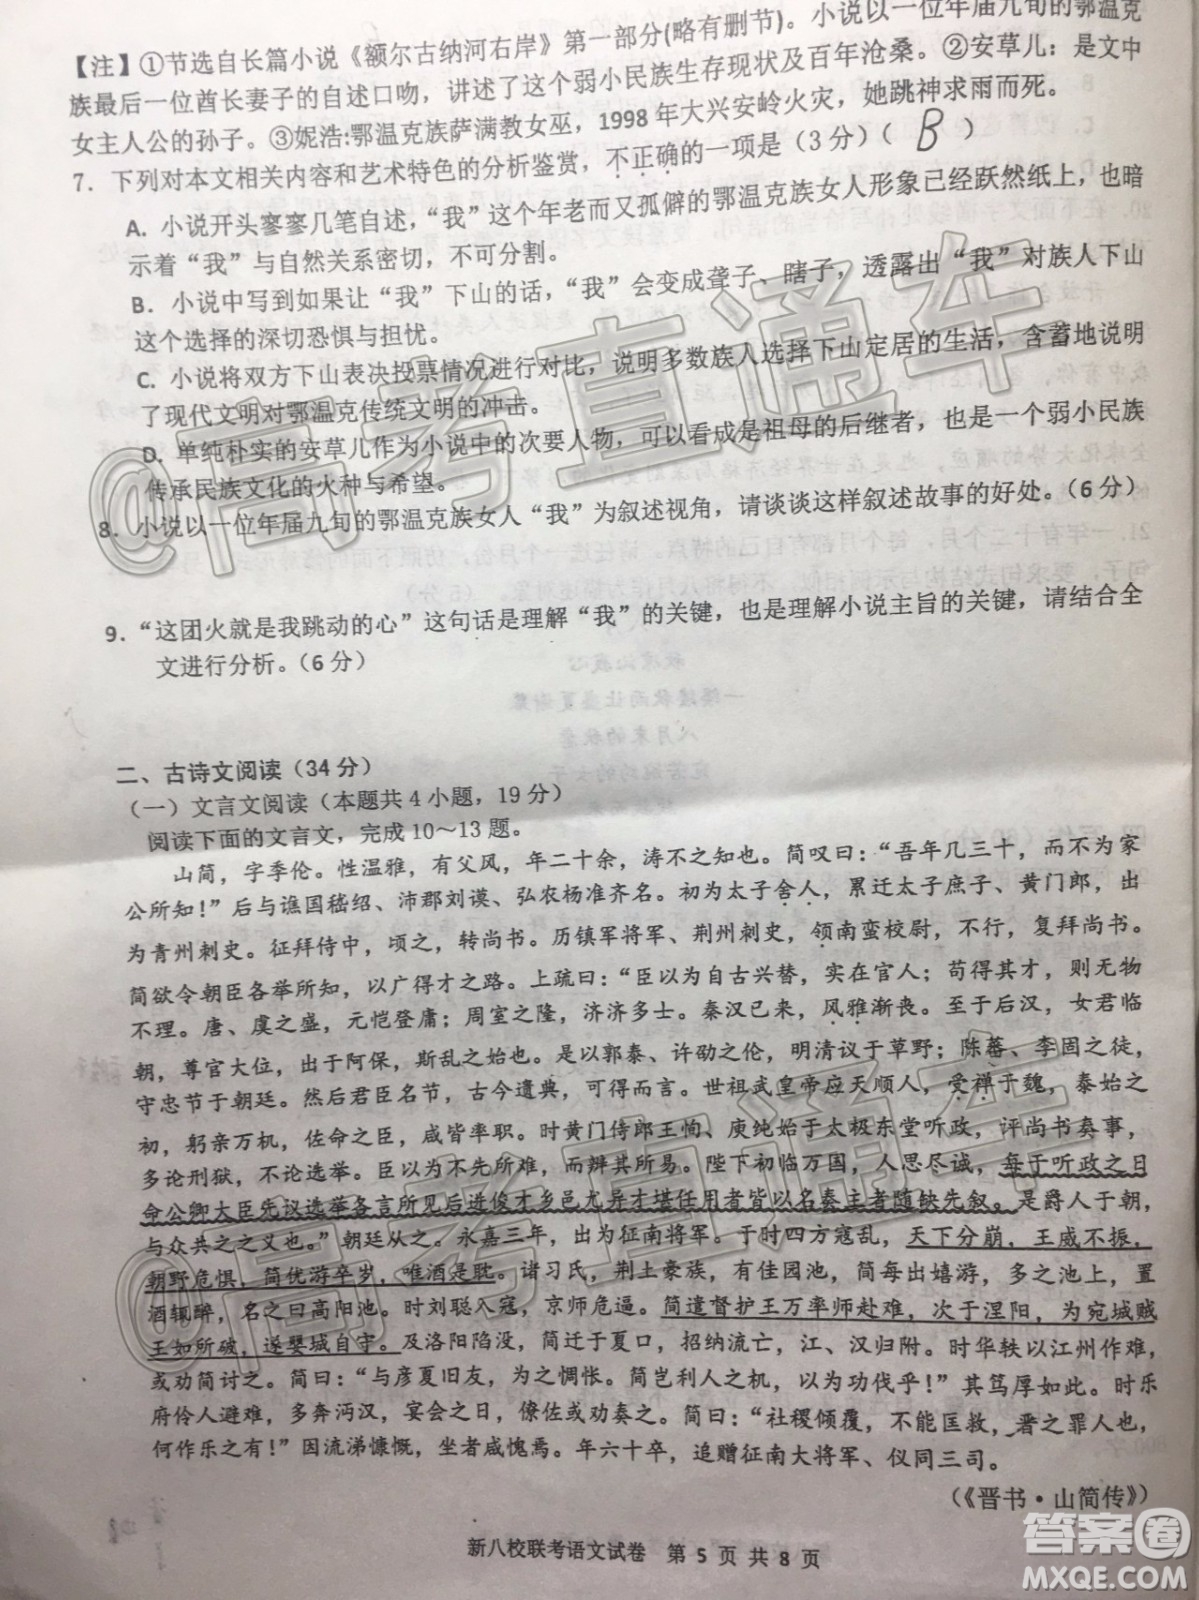 【注】①节选自长篇小说《额尔古纳河右岸》第一部分(略有删节)。小说以一位年届九旬的鄂温克
族最后一位酋长妻子的自述口吻，讲述了这个弱小民族生存现状及百年沧桑。②安草儿：是文中
女主人公的孙子。③妮浩:鄂温克族萨满教女巫，1998年大兴安岭火灾，她跳神求雨而死。
7．下列对本文相关内容和艺术特色的分析鉴赏，不正确的一项是（3分）（ B ）
A. 小说开头寥寥几笔自述，“我”这个年老而又孤僻的鄂温克族女人形象已经跃然纸上，也暗
示着“我”与自然关系密切，不可分割。
B. 小说中写到如果让“我”下山的话，“我”会变成聋子、瞎子，透露出“我”对族人下山
这个选择的深切恐惧与担忧。
C. 小说将双方下山表决投票情况进行对比，说明多数族人选择下山定居的生活，含蓄地说明
了现代文明对鄂温克传统文明的冲击。
D. 单纯朴实的安草儿作为小说中的次要人物，可以看成是祖母的后继者，也是一个弱小民族
传承民族文化的火种与希望。
8．小说以一位年届九旬的鄂温克族女人“我”为叙述视角，请谈谈这样叙述故事的好处。（6分）
9．“这团火就是我跳动的心”这句话是理解“我”的关键，也是理解小说主旨的关键，请结合全
文进行分析。（6分）
二、古诗文阅读（34分）
（一）文言文阅读（本题共4小题，19分）
阅读下面的文言文，完成10～13题。
山简，字季伦。性温雅，有父风，年二十余，涛不之知也。简叹曰：“吾年几三十，而不为家
公所知！”后与谯国嵇绍、沛郡刘谟、弘农杨准齐名。初为太子舍人，累迁太子庶子、黄门郎，出
为青州刺史。征拜侍中，顷之，转尚书。历镇军将军、荆州刺史，领南蛮校尉，不行，复拜尚书。
简欲令朝臣各举所知，以广得才之路。上疏曰：“臣以为自古兴替，实在官人；苟得其才，则无物
不理。唐、虞之盛，元恺登庸；周室之隆，济济多士。秦汉已来，风雅渐丧。至于后汉，女君临
朝，尊官大位，出于阿保，斯乱之始也。是以郭泰、许劭之伦，明清议于草野；陈蕃、李固之徒，
守忠节于朝廷。然后君臣名节，古今遗典，可得而言。世祖武皇帝应天顺人，受禅于魏，泰始之
初，躬亲万机，佐命之臣，咸皆率职。时黄门侍郎王恂、庾纯始于太极东堂听政，评尚书奏事，
多论刑狱，不论选举。臣以为不先所难，而辨其所易。陛下初临万国，人思尽诚，每于听政之日
命公卿大臣先议选举各言所见后进俊才乡邑尤异才堪任用者皆以名奏主者随缺先叙。是爵人于朝，
与众共之之义也。”朝廷从之。永嘉三年，出为征南将军。于时四方寇乱，天下分崩，王威不振，
朝野危惧，简优游卒岁，唯酒是耽。诸习氏，荆土豪族，有佳园池，简每出嬉游，多之池上，置
酒辄醉，名之曰高阳池。时刘聪入寇，京师危逼。简遣督护王万率师赴难，次于涅阳，为宛城贼
王如所破，遂婴城自守。及洛阳陷没，简迁于夏口，招纳流亡，江、汉归附。时华轶以江州作难，
或劝简讨之。简曰：“与彦夏旧友，为之惆怅。简岂利人之机，以为功伐乎！”其笃厚如此。时乐
府伶人避难，多奔沔汉，宴会之日，僚佐或劝奏之。简曰：“社稷倾覆，不能匡救，晋之罪人也，
何作乐之有！”因流涕慷慨，坐者咸愧焉。年六十卒，追赠征南大将军、仪同三司。
（《晋书·山简传》）
新八校联考语文试卷 第5页共8页
@高考直通车
@高考直通车
答案圈
MXQE.COM